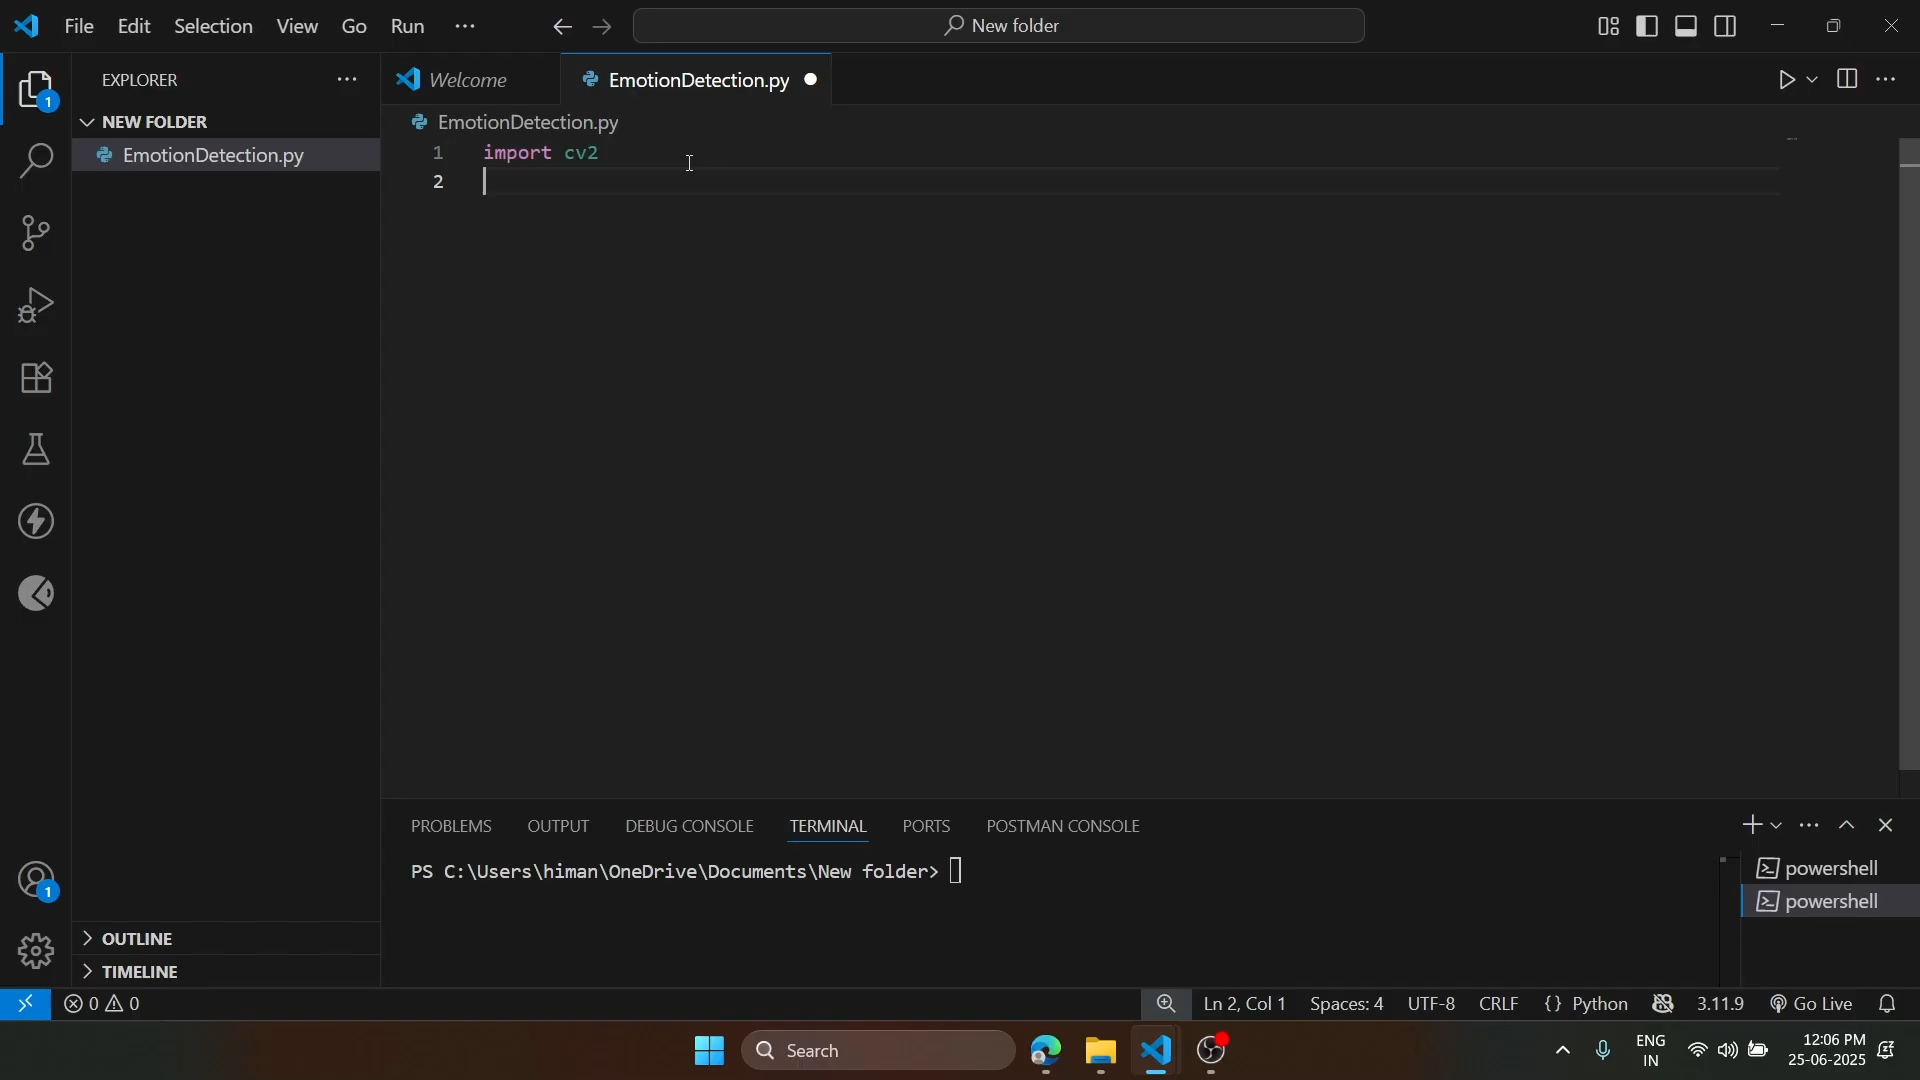 File Edit Selection View Go Run ··· New folder
EXPLORER ···
NEW FOLDER
EmotionDetection.py
OUTLINE
TIMELINE
Welcome EmotionDetection.py
EmotionDetection.py
1 import cv2
2
PROBLEMS OUTPUT DEBUG CONSOLE TERMINAL PORTS POSTMAN CONSOLE
PS C:\Users\himan\OneDrive\Documents\New folder>
powershell
powershell
1
1
0 0 Ln 2, Col 1 Spaces: 4 UTF-8 CRLF {} Python 3.11.9 Go Live
Search ENG IN 12:06 PM 25-06-2025